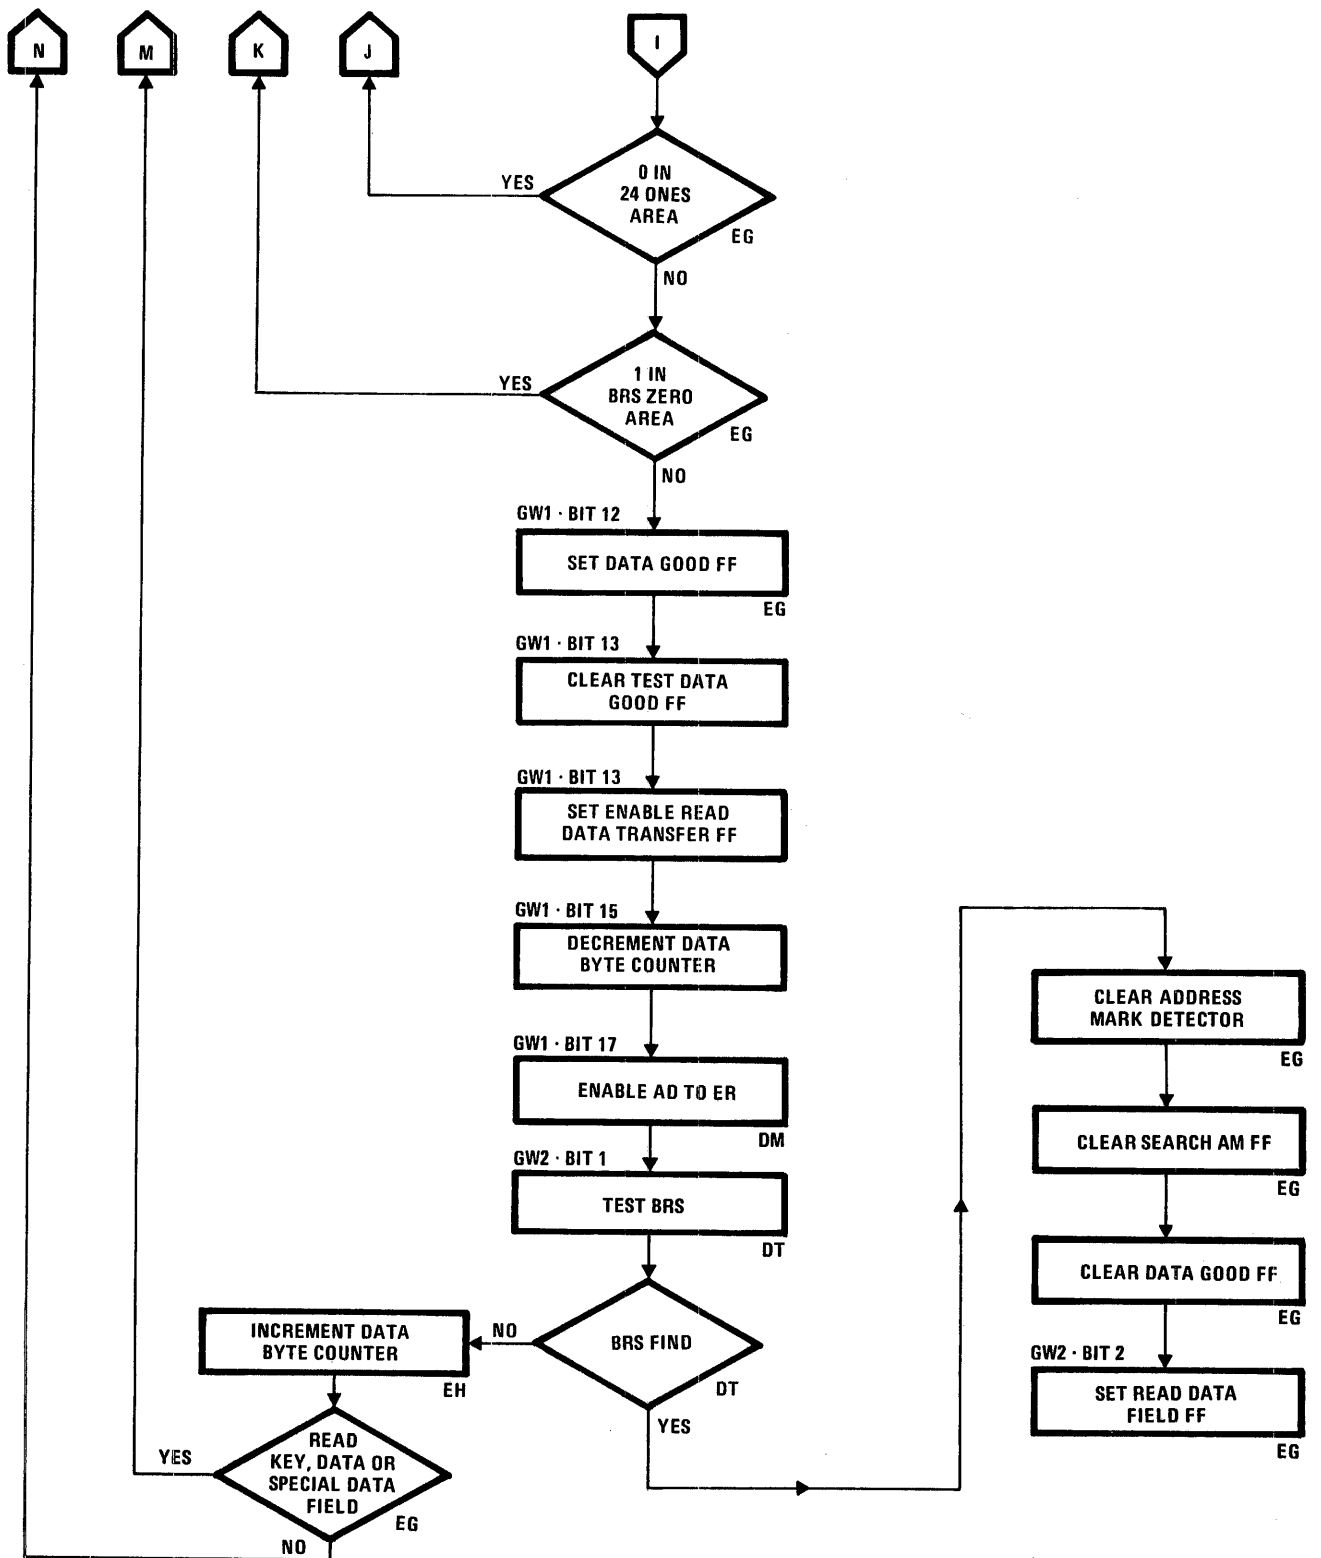 N
M
K
J
I
0 IN
24 ONES
AREA
YES
EG
NO
1 IN
BRS ZERO
AREA
YES
EG
NO
GW1 · BIT 12
SET DATA GOOD FF
EG
GW1 · BIT 13
CLEAR TEST DATA
GOOD FF
GW1 · BIT 13
SET ENABLE READ
DATA TRANSFER FF
GW1 · BIT 15
DECREMENT DATA
BYTE COUNTER
GW1 · BIT 17
ENABLE AD TO ER
DM
GW2 · BIT 1
TEST BRS
DT
BRS FIND
DT
NO
YES
INCREMENT DATA
BYTE COUNTER
EH
READ
KEY, DATA OR
SPECIAL DATA
FIELD
YES
EG
NO
CLEAR ADDRESS
MARK DETECTOR
EG
CLEAR SEARCH AM FF
EG
CLEAR DATA GOOD FF
EG
GW2 · BIT 2
SET READ DATA
FIELD FF
EG